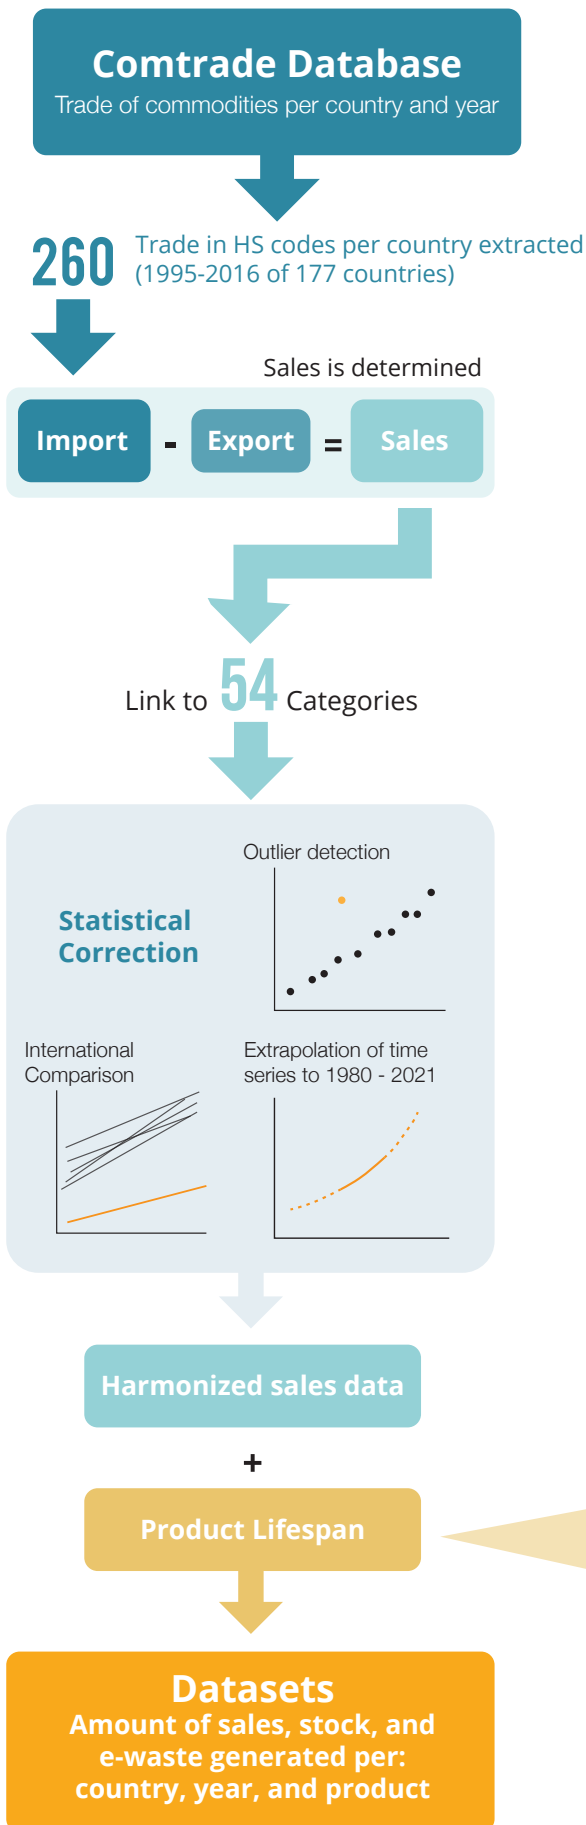 Comtrade Database
Trade of commodities per country and year
260
Trade in HS codes per country extracted
(1995-2016 of 177 countries)
Sales is determined
Import - Export = Sales
Link to 54 Categories
Outlier detection
Statistical
Correction
International
Comparison
Extrapolation of time
series to 1980 - 2021
Harmonized sales data
+
Product Lifespan
Datasets
Amount of sales, stock, and
e-waste generated per:
country, year, and product